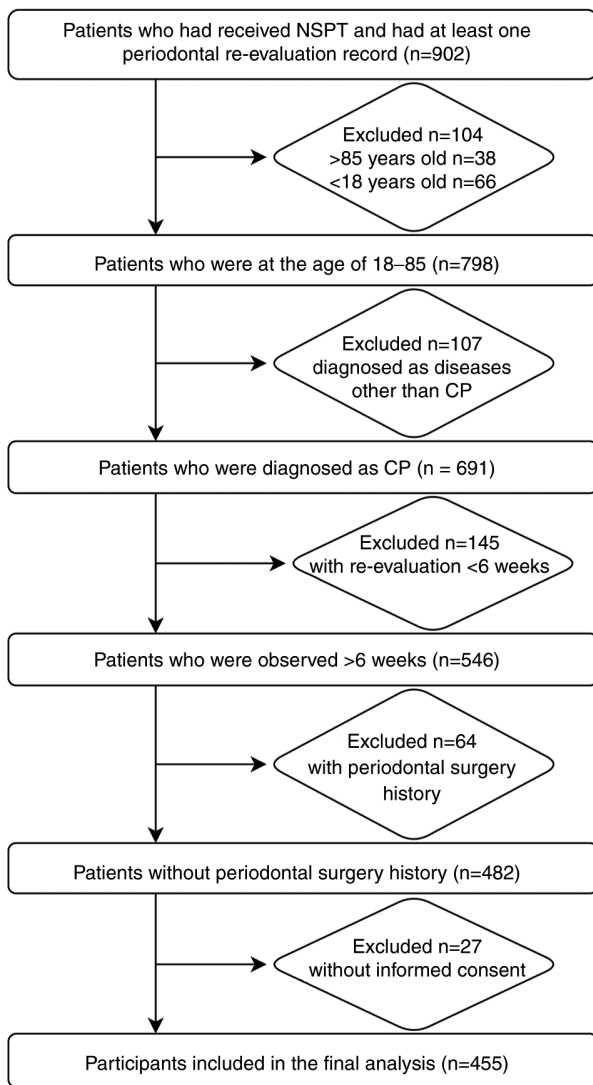 Patients who had received NSPT and had at least one
periodontal re-evaluation record (n=902)
Excluded n=104
>85 years old n=38
<18 years old n=66
Patients who were at the age of 18–85 (n=798)
Excluded n=107
diagnosed as diseases
other than CP
Patients who were diagnosed as CP (n = 691)
Excluded n=145
with re-evaluation <6 weeks
Patients who were observed >6 weeks (n=546)
Excluded n=64
with periodontal surgery
history
Patients without periodontal surgery history (n=482)
Excluded n=27
without informed consent
Participants included in the final analysis (n=455)